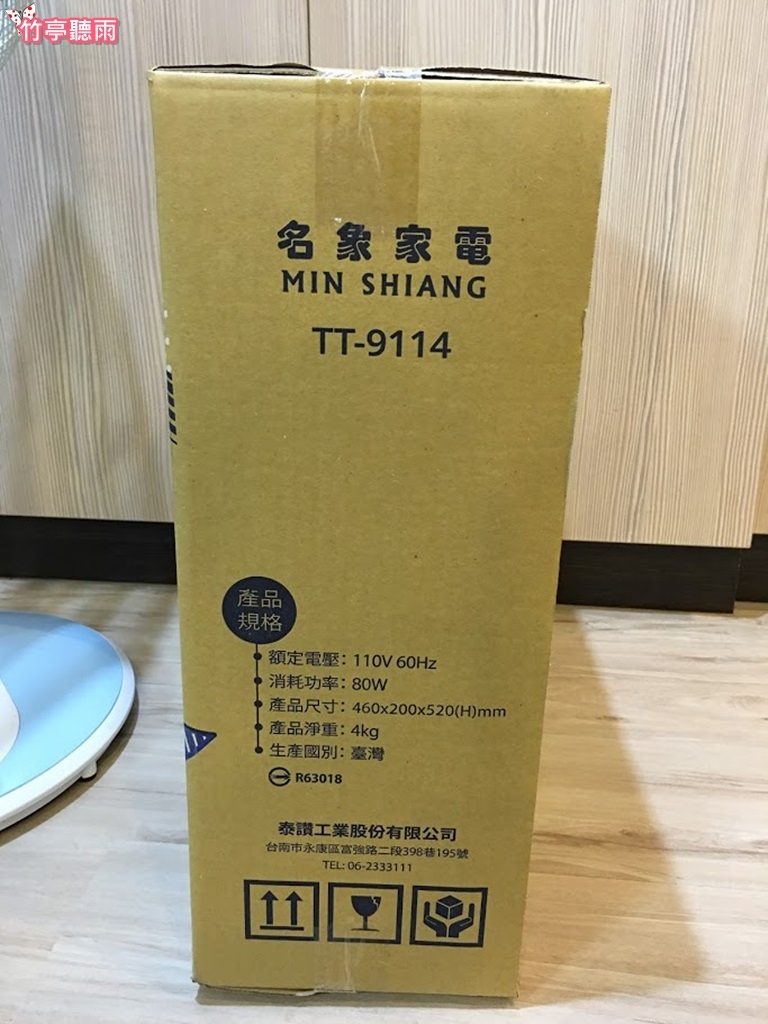 竹亭聽雨
名象家電
MIN SHIANG
TT-9114
產品
規格
額定電壓：110V 60Hz
消耗功率：80W
產品尺寸：460x200x520(H)mm
產品淨重：4kg
生產國別：臺灣
R63018
泰讚工業股份有限公司
台南市永康區富強路二段398巷195號
TEL: 06-2333111